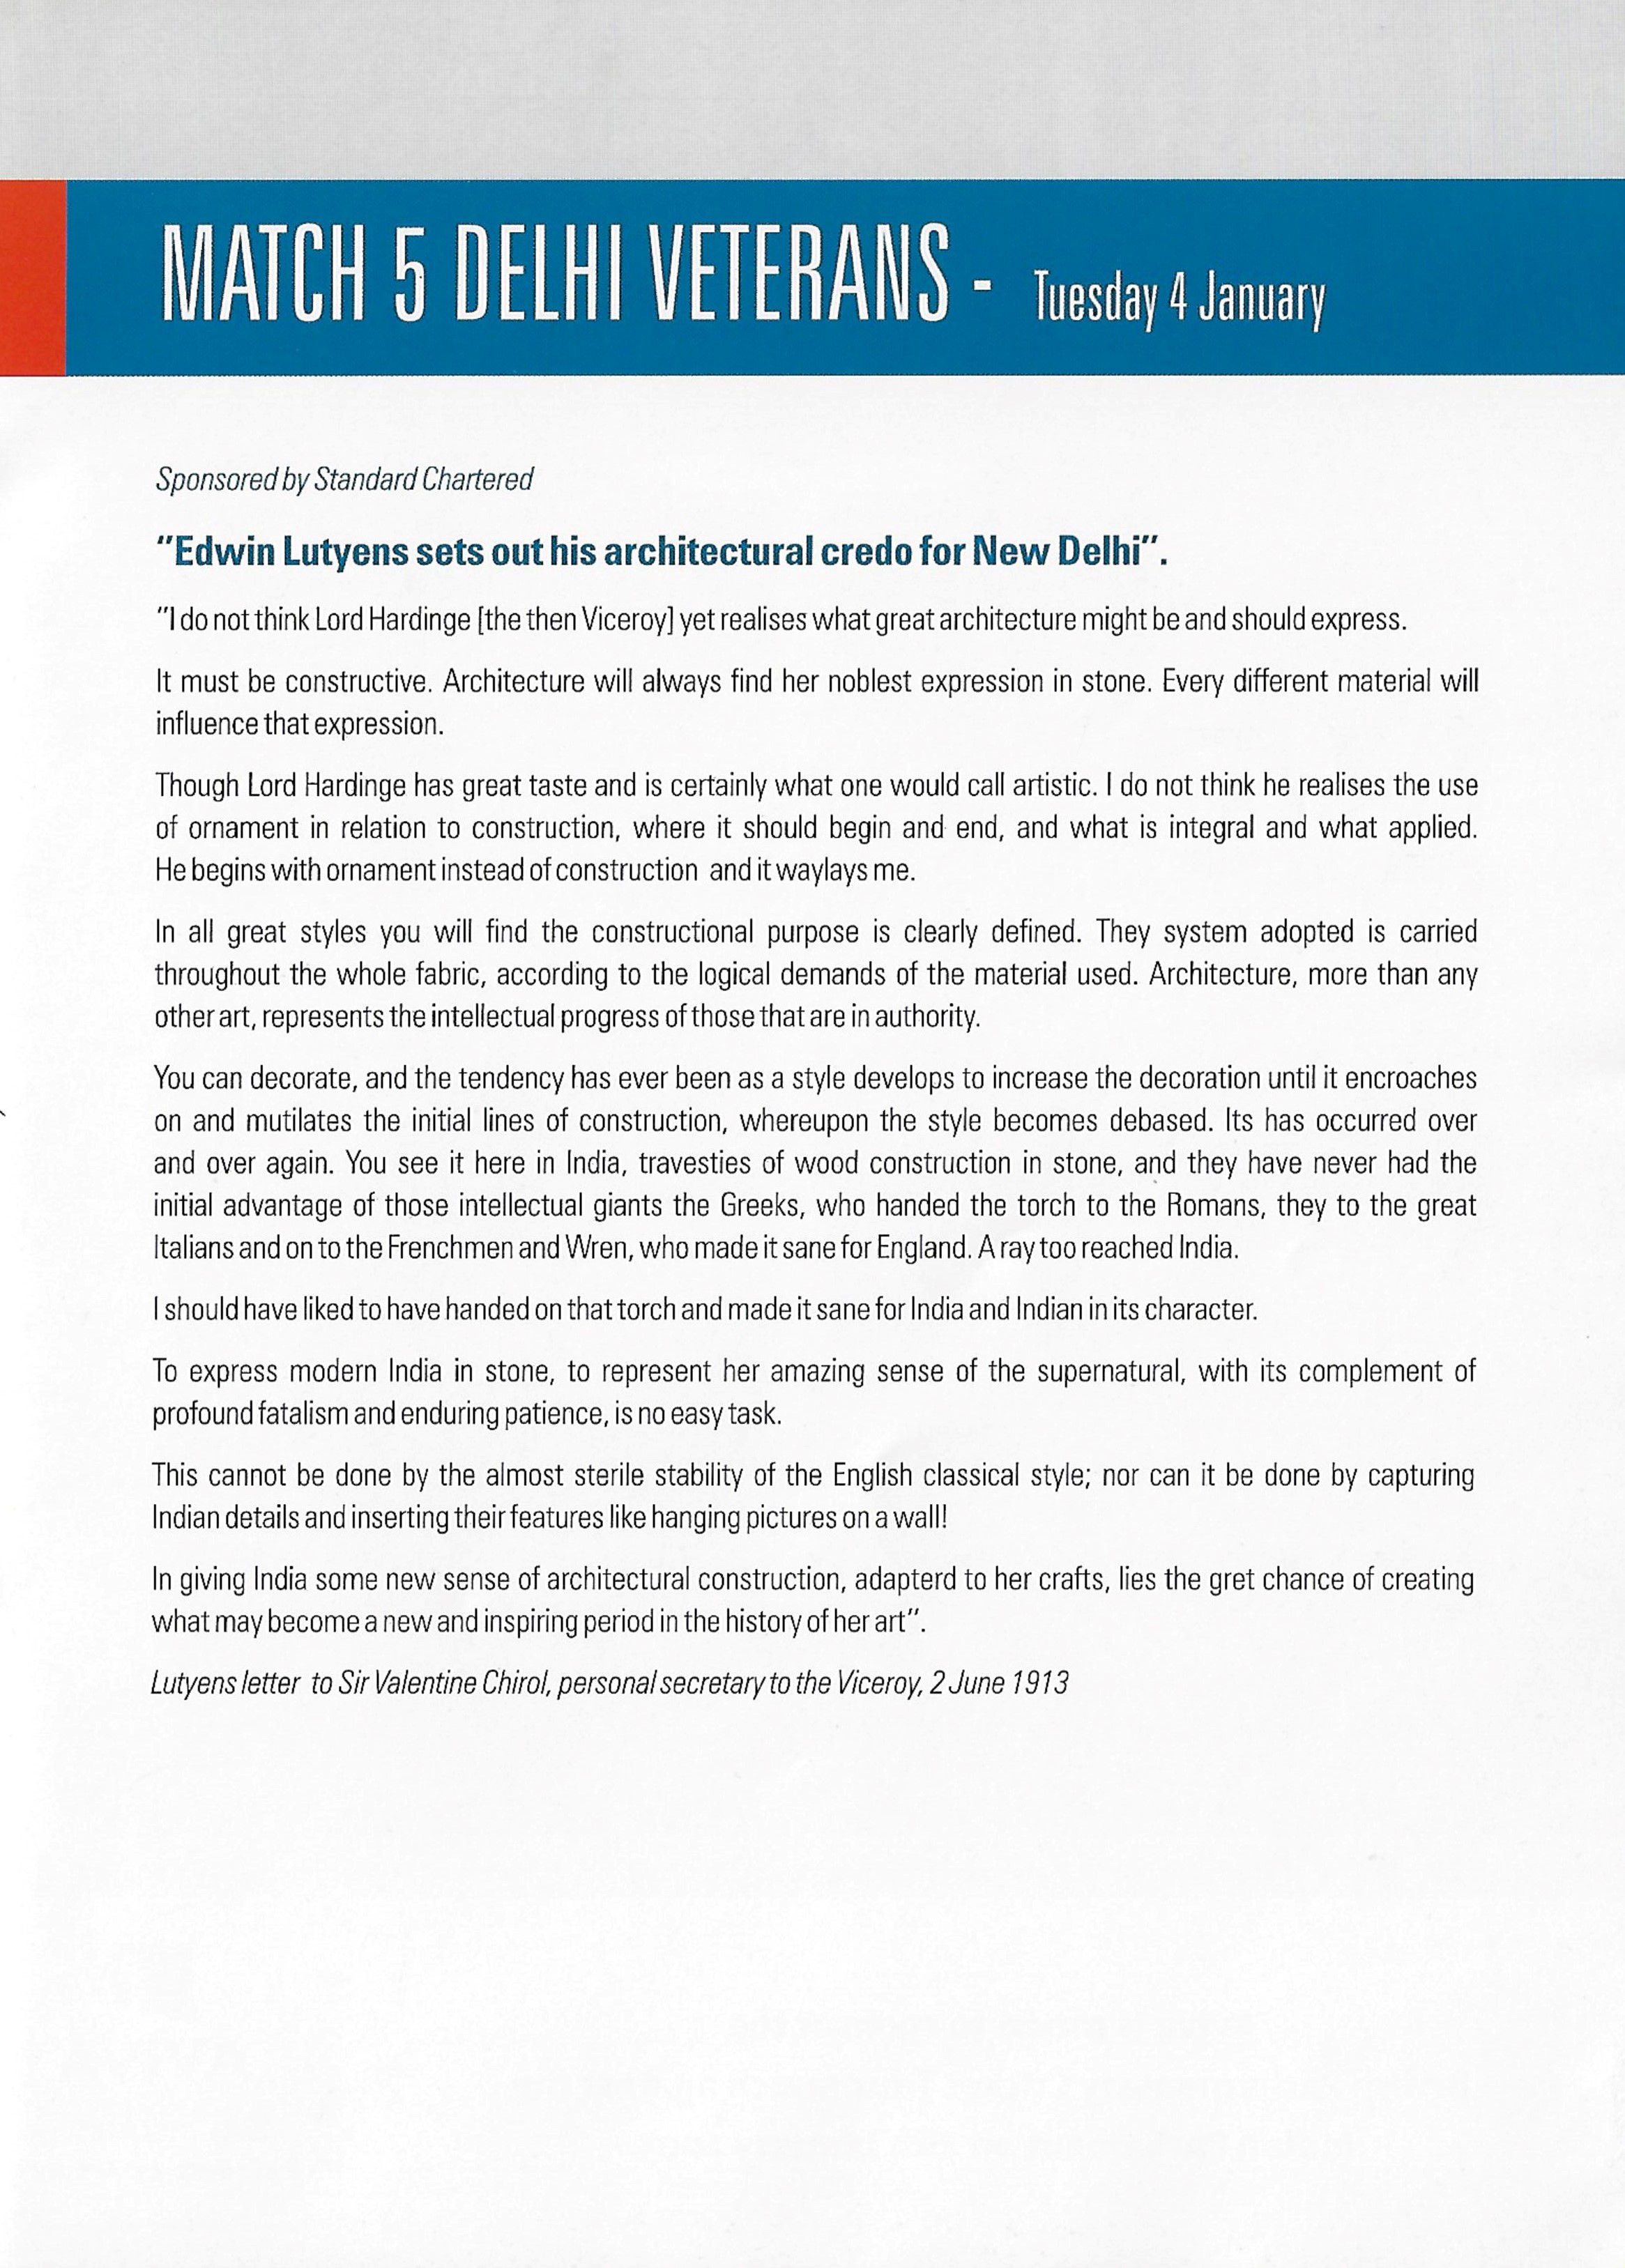 MATCH 5 DELHI VETERANS - Tuesday 4 January
Sponsored by Standard Chartered
"Edwin Lutyens sets out his architectural credo for New Delhi".
"I do not think Lord Hardinge [the then Viceroy] yet realises what great architecture might be and should express.
It must be constructive. Architecture will always find her noblest expression in stone. Every different material will
influence that expression.
Though Lord Hardinge has great taste and is certainly what one would call artistic. I do not think he realises the use
of ornament in relation to construction, where it should begin and end, and what is integral and what applied.
He begins with ornament instead of construction and it waylays me.
In all great styles you will find the constructional purpose is clearly defined. They system adopted is carried
throughout the whole fabric, according to the logical demands of the material used. Architecture, more than any
other art, represents the intellectual progress of those that are in authority.
You can decorate, and the tendency has ever been as a style develops to increase the decoration until it encroaches
on and mutilates the initial lines of construction, whereupon the style becomes debased. Its has occurred over
and over again. You see it here in India, travesties of wood construction in stone, and they have never had the
initial advantage of those intellectual giants the Greeks, who handed the torch to the Romans, they to the great
Italians and on to the Frenchmen and Wren, who made it sane for England. A ray too reached India.
I should have liked to have handed on that torch and made it sane for India and Indian in its character.
To express modern India in stone, to represent her amazing sense of the supernatural, with its complement of
profound fatalism and enduring patience, is no easy task.
This cannot be done by the almost sterile stability of the English classical style; nor can it be done by capturing
Indian details and inserting their features like hanging pictures on a wall!
In giving India some new sense of architectural construction, adapterd to her crafts, lies the gret chance of creating
what may become a new and inspiring period in the history of her art".
Lutyens letter to Sir Valentine Chirol, personal secretary to the Viceroy, 2 June 1913